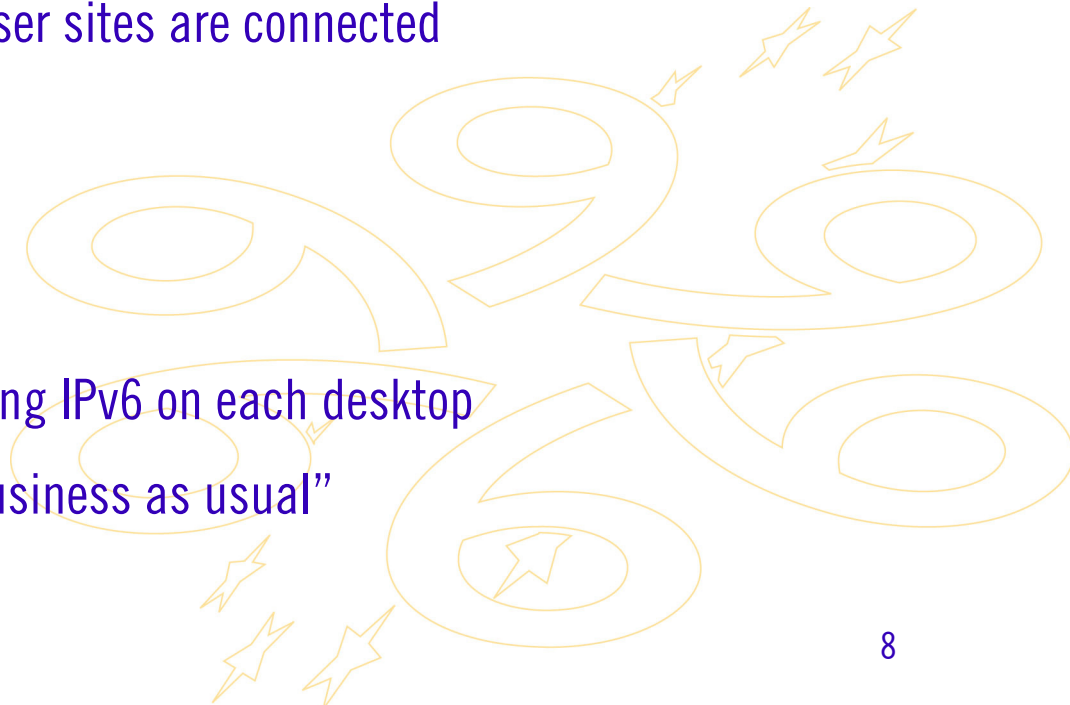 ser sites are connected
ng IPv6 on each desktop
usiness as usual”
8